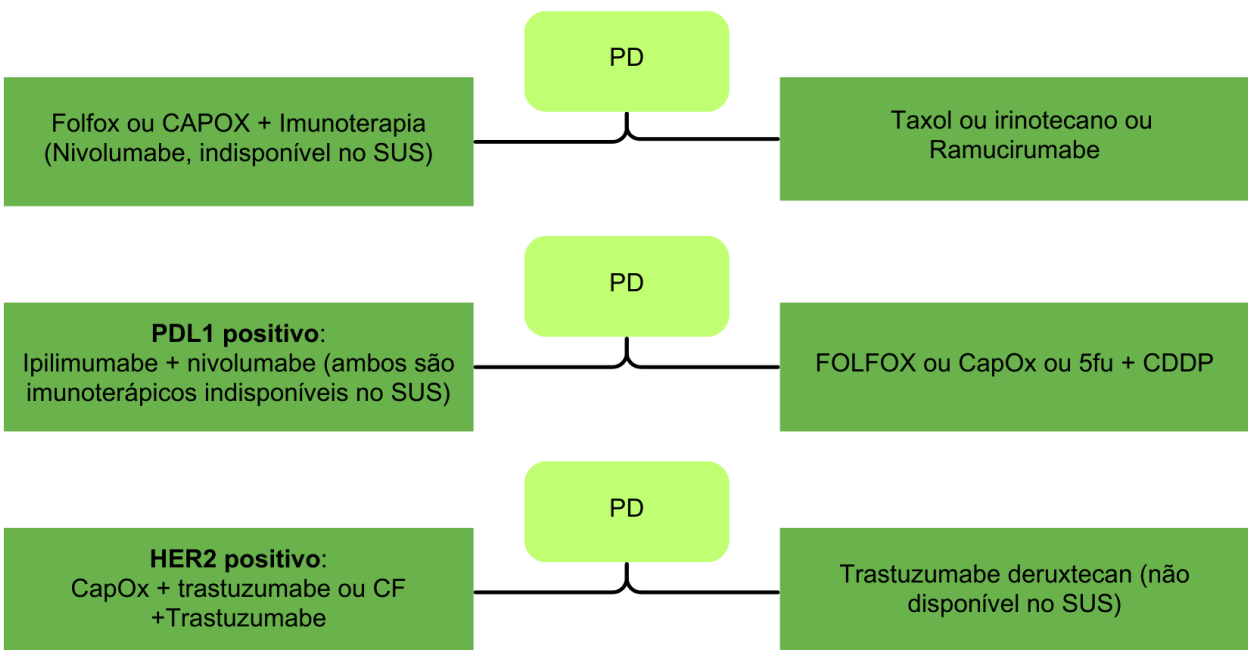 PD
Folfox ou CAPOX + Imunoterapia
(Nivolumabe, indisponível no SUS)
Taxol ou irinotecano ou
Ramucirumabe
PD
PDL1 positivo:
Ipilimumabe + nivolumabe (ambos são
imunoterápicos indisponíveis no SUS)
FOLFOX ou CapOx ou 5fu + CDDP
PD
HER2 positivo:
CapOx + trastuzumabe ou CF
+Trastuzumabe
Trastuzumabe deruxtecan (não
disponível no SUS)